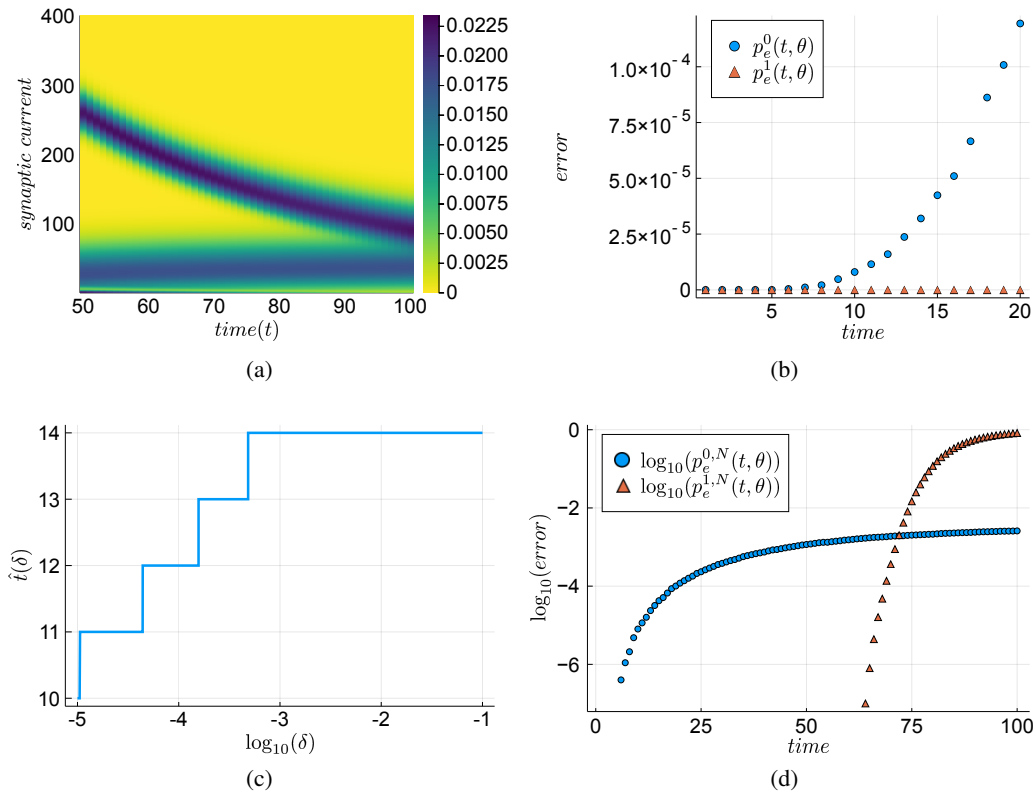 400
300
200
100
synaptic current
50 60 70 80 90 100
time(t)
0.0225
0.0200
0.0175
0.0150
0.0125
0.0100
0.0075
0.0050
0.0025
0
(a)
1.0×10⁻⁴
7.5×10⁻⁵
5.0×10⁻⁵
2.5×10⁻⁵
0
error
p_e^0(t, θ)
p_e^1(t, θ)
5 10 15 20
time
(b)
14
13
12
11
10
t̂(δ)
-5 -4 -3 -2 -1
log₁₀(δ)
(c)
0
-2
-4
-6
log₁₀(error)
log₁₀(p_e^{0,N}(t, θ))
log₁₀(p_e^{1,N}(t, θ))
0 25 50 75 100
time
(d)